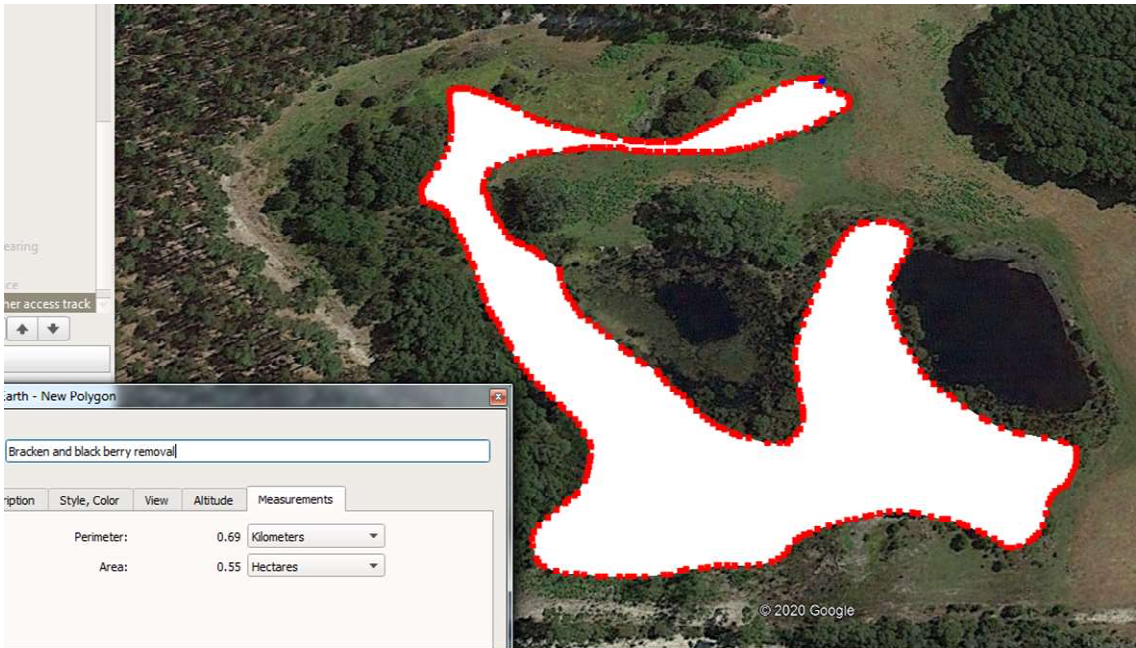 earing
ce
ner access track
Earth - New Polygon
Bracken and black berry removal
ription Style, Color View Altitude Measurements
Perimeter: 0.69 Kilometers
Area: 0.55 Hectares
© 2020 Google